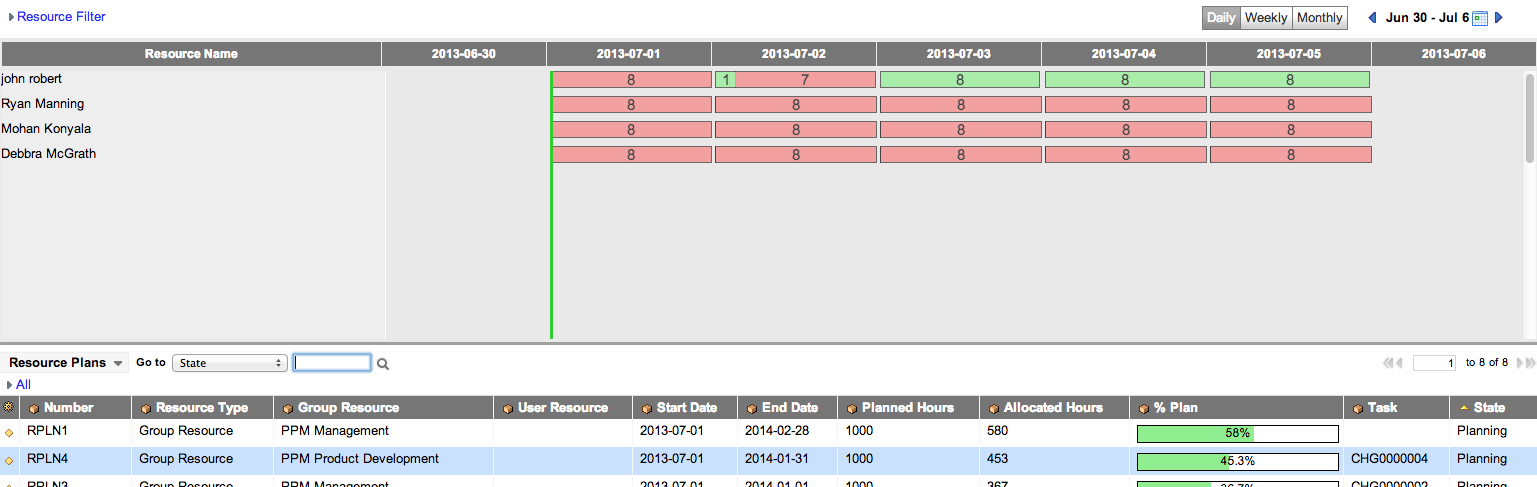 Resource Filter Daily Weekly Monthly Jun 30 - Jul 6
Resource Name 2013-06-30 2013-07-01 2013-07-02 2013-07-03 2013-07-04 2013-07-05 2013-07-06
john robert 8 1 7 8 8 8
Ryan Manning 8 8 8 8 8
Mohan Konyala 8 8 8 8 8
Debbra McGrath 8 8 8 8 8
Resource Plans Go to State 1 to 8 of 8
All
Number Resource Type Group Resource User Resource Start Date End Date Planned Hours Allocated Hours % Plan Task State
RPLN1 Group Resource PPM Management 2013-07-01 2014-02-28 1000 580 58% Planning
RPLN4 Group Resource PPM Product Development 2013-07-01 2014-01-31 1000 453 45.3% CHG0000004 Planning
RPLN3 Group Resource PPM Management 2013-07-01 2014-01-01 1000 367 36.7% CHG0000002 Planning